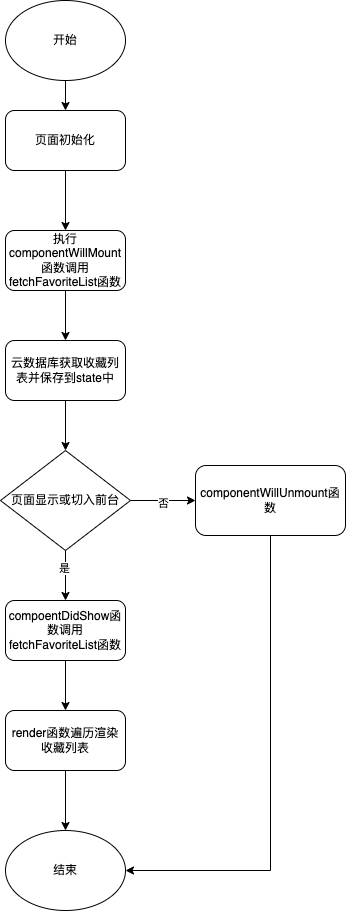 开始
页面初始化
执行
componentWillMount
函数调用
fetchFavoriteList函数
云数据库获取收藏列
表并保存到state中
页面显示或切入前台
否
componentWillUnmount函
数
是
compoentDidShow函
数调用
fetchFavoriteList函数
render函数遍历渲染
收藏列表
结束